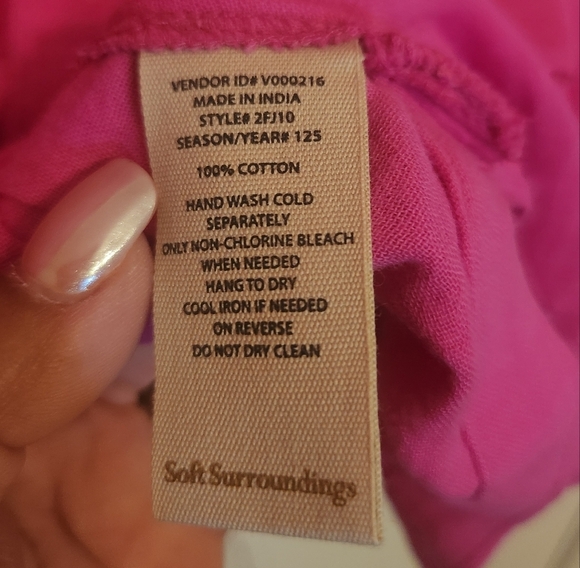 VENDOR ID# V000216
MADE IN INDIA
STYLE# 2FJ10
SEASON/YEAR# 125
100% COTTON
HAND WASH COLD
SEPARATELY
ONLY NON-CHLORINE BLEACH
WHEN NEEDED
HANG TO DRY
COOL IRON IF NEEDED
ON REVERSE
DO NOT DRY CLEAN
Soft Surroundings